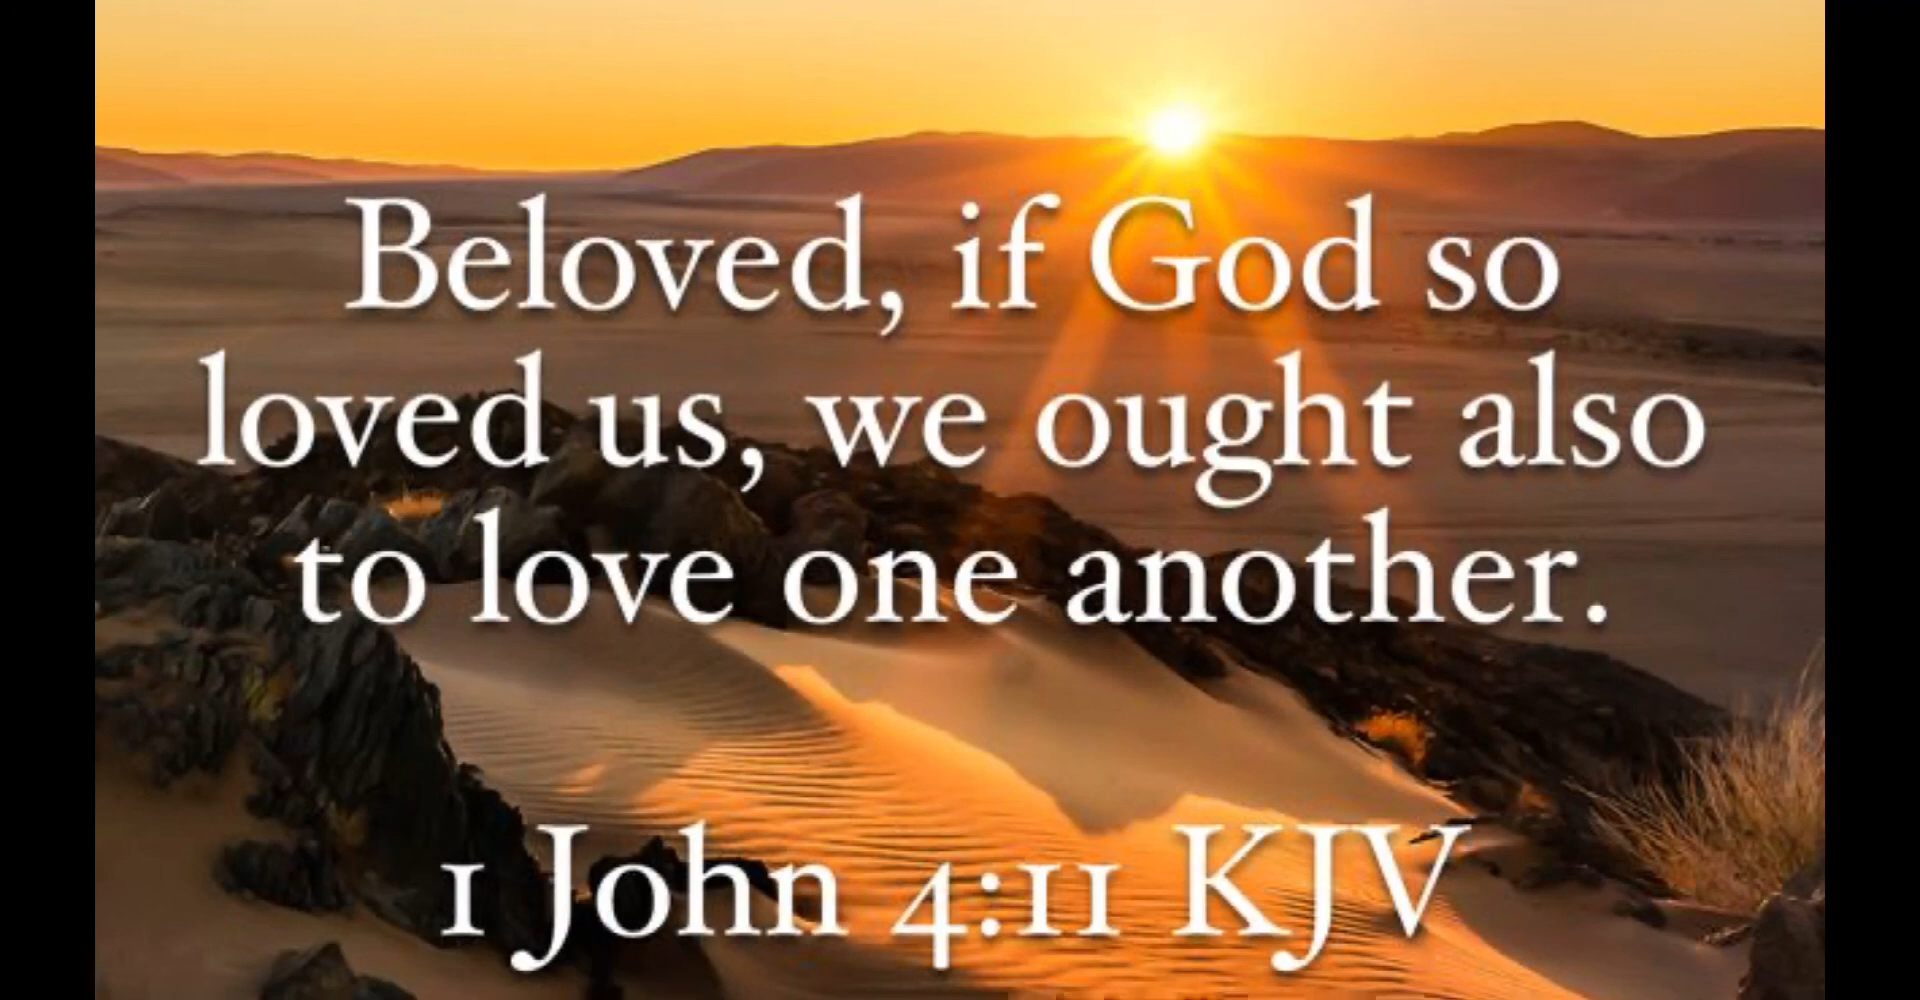 Beloved, if God so
loved us, we ought also
to love one another.
1 John 4:11 KJV